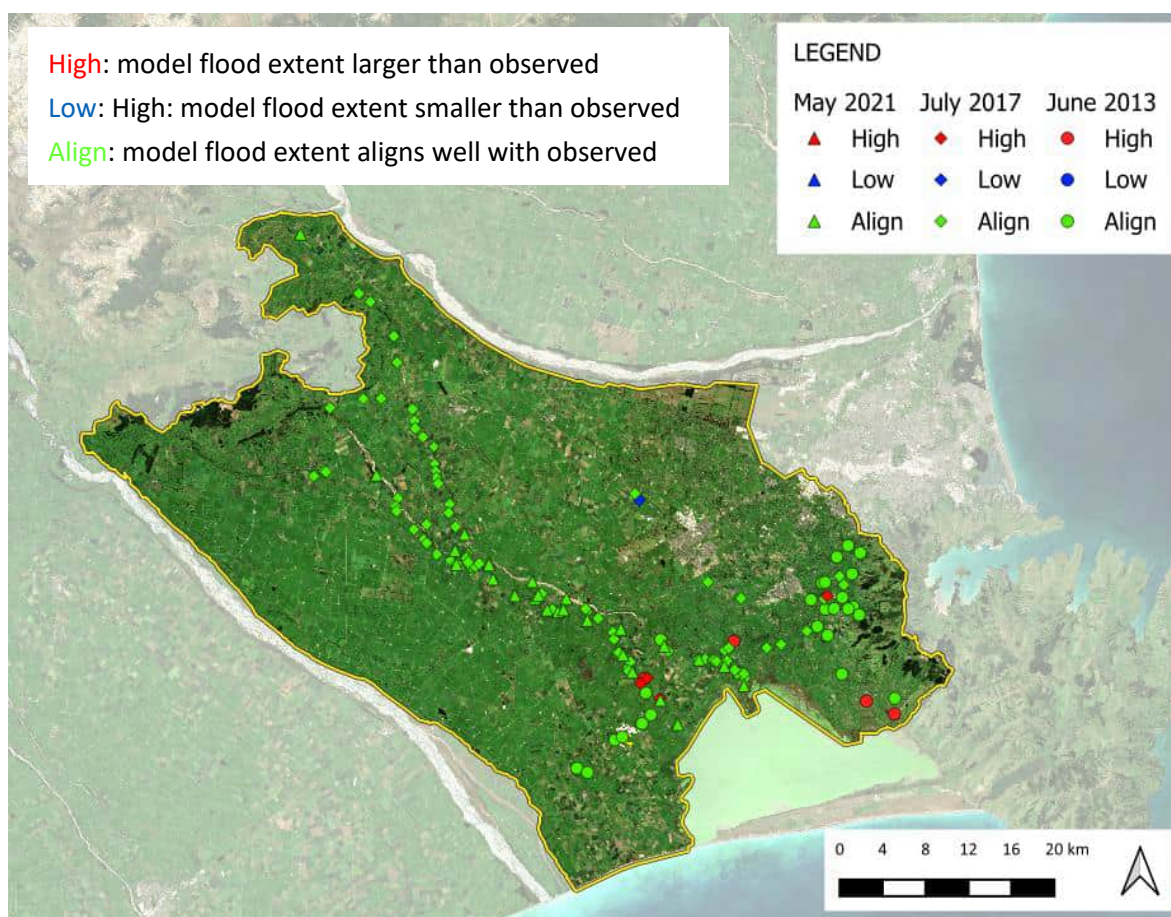 High: model flood extent larger than observed
Low: High: model flood extent smaller than observed
Align: model flood extent aligns well with observed
LEGEND
May 2021 July 2017 June 2013
High High High
Low Low Low
Align Align Align
0 4 8 12 16 20 km